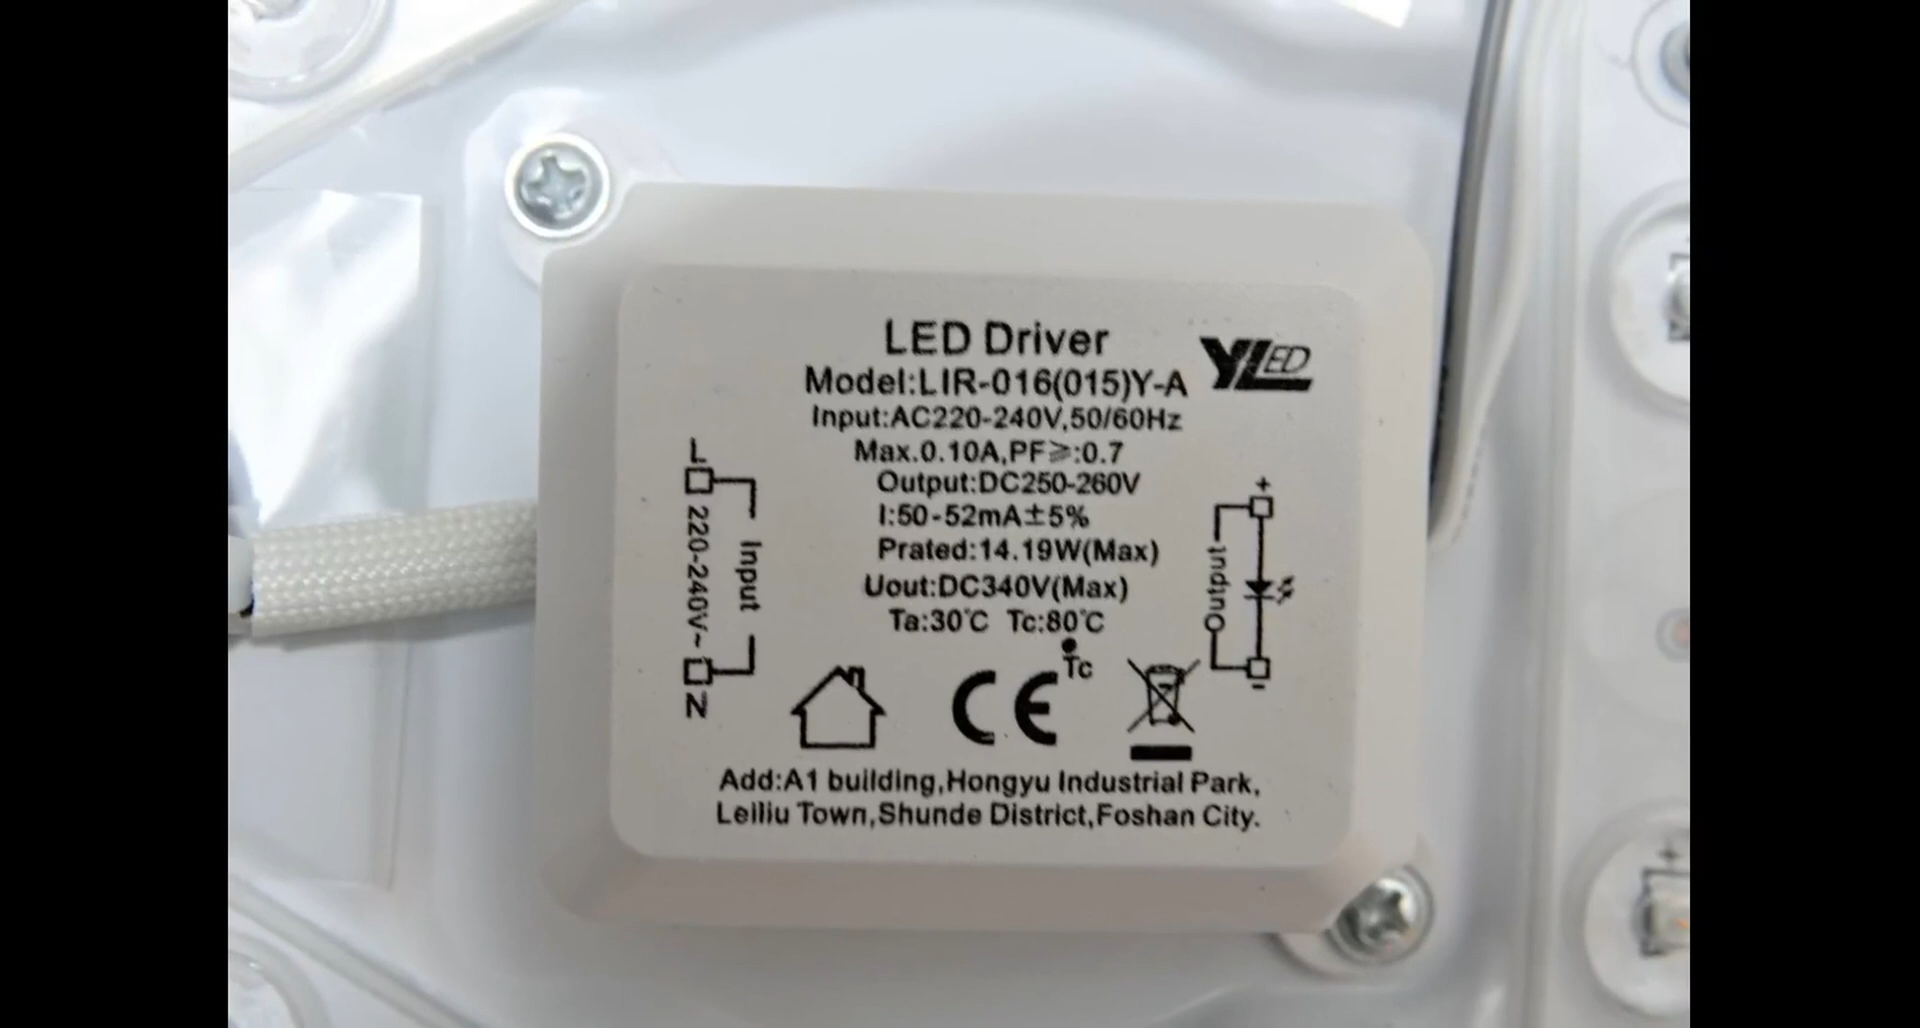 LED Driver
YLED
Model:LIR-016(015)Y-A
Input:AC220-240V,50/60Hz
Max.0.10A,PF⩾:0.7
Output:DC250-260V
I:50-52mA±5%
Prated:14.19W(Max)
Uout:DC340V(Max)
Ta:30℃ Tc:80℃
Tc
L
220-240V~
N
Input
Output
+
-
CE
Add:A1 building,Hongyu Industrial Park,
Leiliu Town,Shunde District,Foshan City.
+